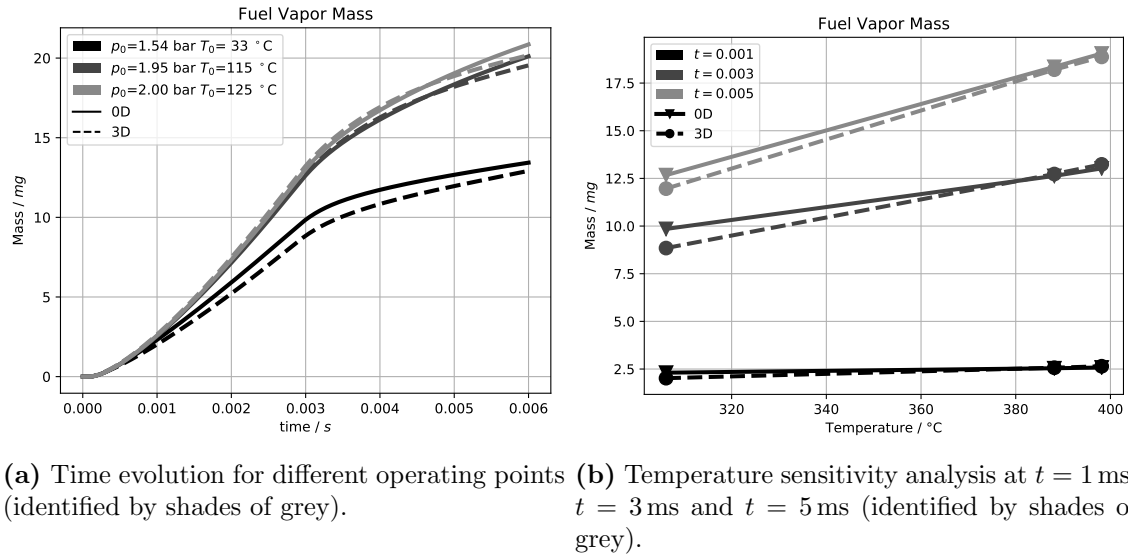 Fuel Vapor Mass
p₀=1.54 bar T₀= 33 °C
p₀=1.95 bar T₀=115 °C
p₀=2.00 bar T₀=125 °C
0D
3D
20
15
10
5
0
Mass / mg
0.000 0.001 0.002 0.003 0.004 0.005 0.006
time / s
Fuel Vapor Mass
t = 0.001
t = 0.003
t = 0.005
0D
3D
17.5
15.0
12.5
10.0
7.5
5.0
2.5
Mass / mg
320 340 360 380 400
Temperature / °C
(a) Time evolution for different operating points
(identified by shades of grey).
(b) Temperature sensitivity analysis at t = 1 ms
t = 3 ms and t = 5 ms (identified by shades o
grey).